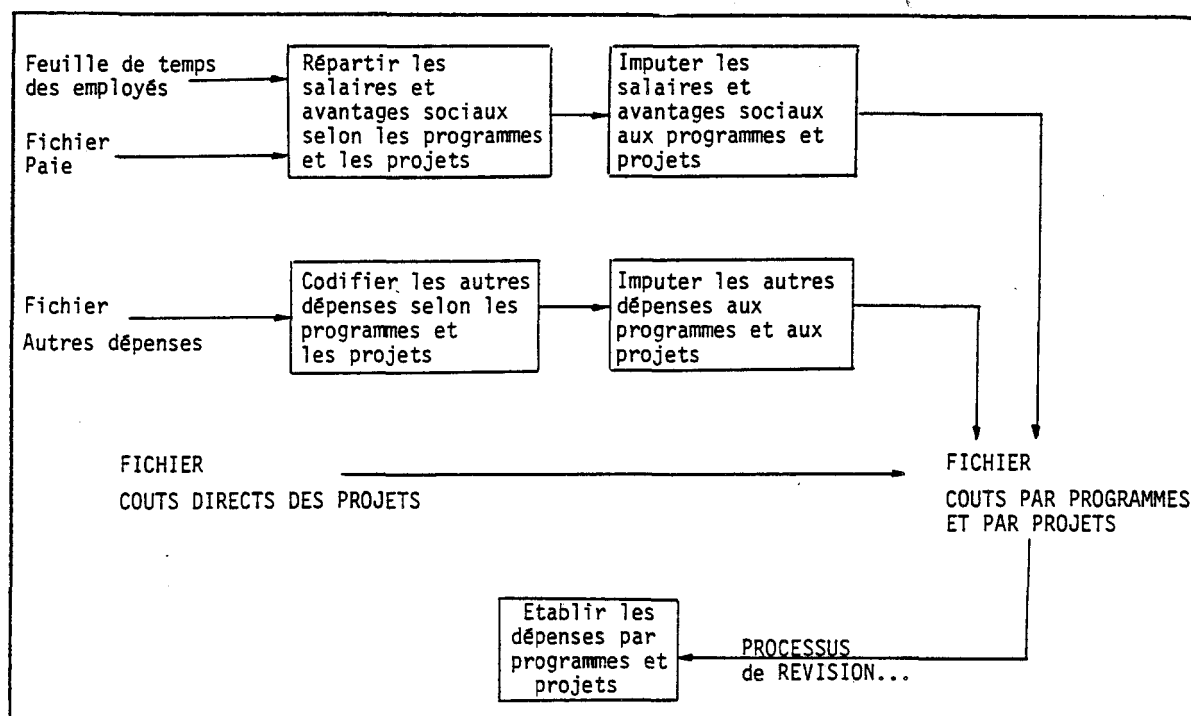 Feuille de temps
des employés
Répartir les
salaires et
avantages sociaux
selon les programmes
et les projets
Imputer les
salaires et
avantages sociaux
aux programmes et
projets
Fichier
Paie
Fichier
Autres dépenses
Codifier les autres
dépenses selon les
programmes et
les projets
Imputer les autres
dépenses aux
programmes et aux
projets
FICHIER
COUTS DIRECTS DES PROJETS
FICHIER
COUTS PAR PROGRAMMES
ET PAR PROJETS
Etablir les
dépenses par
programmes et
projets
PROCESSUS
de REVISION...